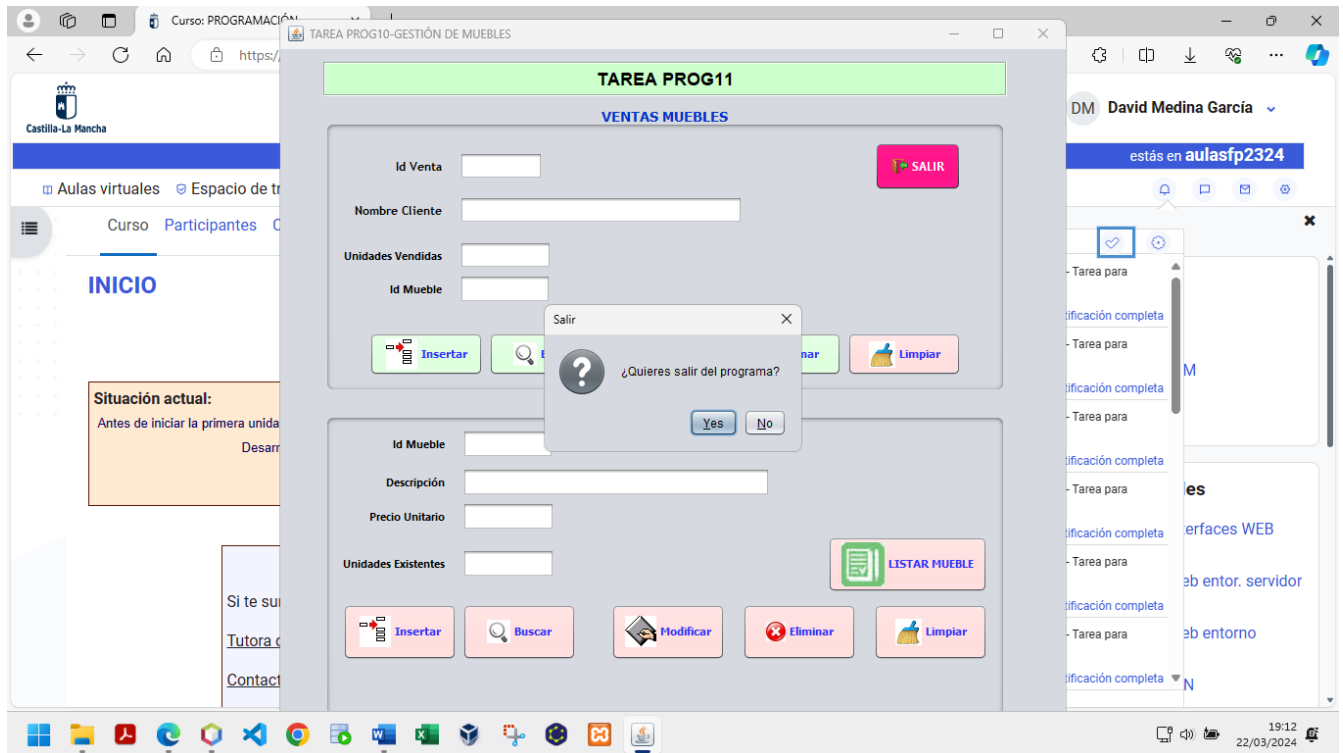 Curso: PROGRAMACIÓN
https:/
Castilla-La Mancha
DM David Medina García
estás en aulasfp2324
Aulas virtuales Espacio de tr
Curso Participantes C
INICIO
Situación actual:
Antes de iniciar la primera unida
Desarr
Si te sur
Tutora d
Contact
TAREA PROG10-GESTIÓN DE MUEBLES
TAREA PROG11
VENTAS MUEBLES
Id Venta
SALIR
Nombre Cliente
Unidades Vendidas
Id Mueble
Insertar
nar
Limpiar
Salir
¿Quieres salir del programa?
Yes No
Id Mueble
Descripción
Precio Unitario
Unidades Existentes
LISTAR MUEBLE
Insertar
Buscar
Modificar
Eliminar
Limpiar
- Tarea para
tificación completa
- Tarea para
M
tificación completa
- Tarea para
tificación completa
- Tarea para
les
tificación completa
erfaces WEB
- Tarea para
eb entor. servidor
tificación completa
- Tarea para
eb entorno
tificación completa
N
19:12
22/03/2024